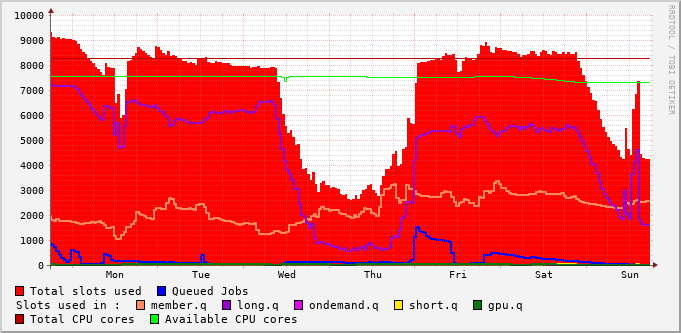 10000
9000
8000
7000
6000
5000
4000
3000
2000
1000
0
Mon Tue Wed Thu Fri Sat Sun
Total slots used Queued Jobs
Slots used in : member.q long.q ondemand.q short.q gpu.q
Total CPU cores Available CPU cores
RRDTOOL / TOBI OETIKER